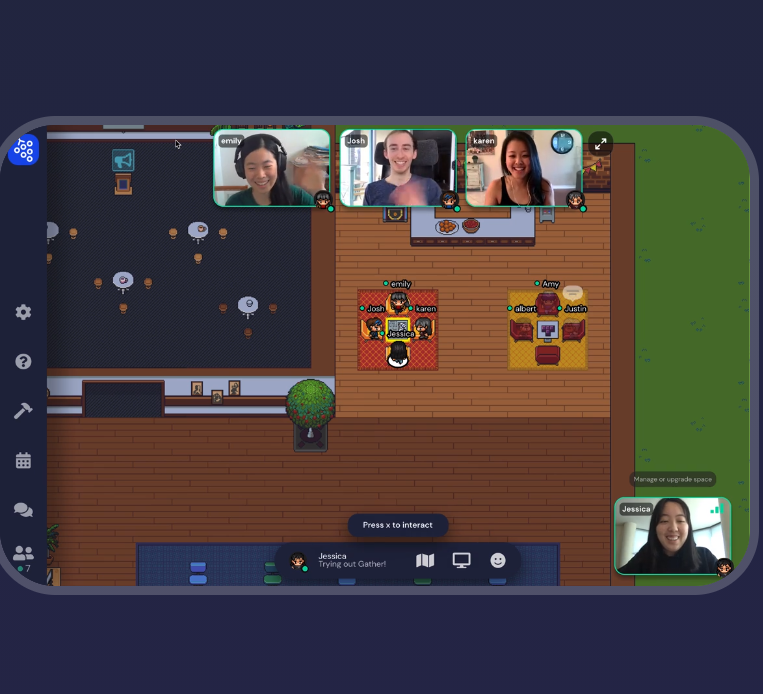 emily
Josh
karen
emily
Josh
karen
Jessica
Amy
albert
Justin
Manage or upgrade space
Jessica
Press x to interact
Jessica
Trying out Gather!
7